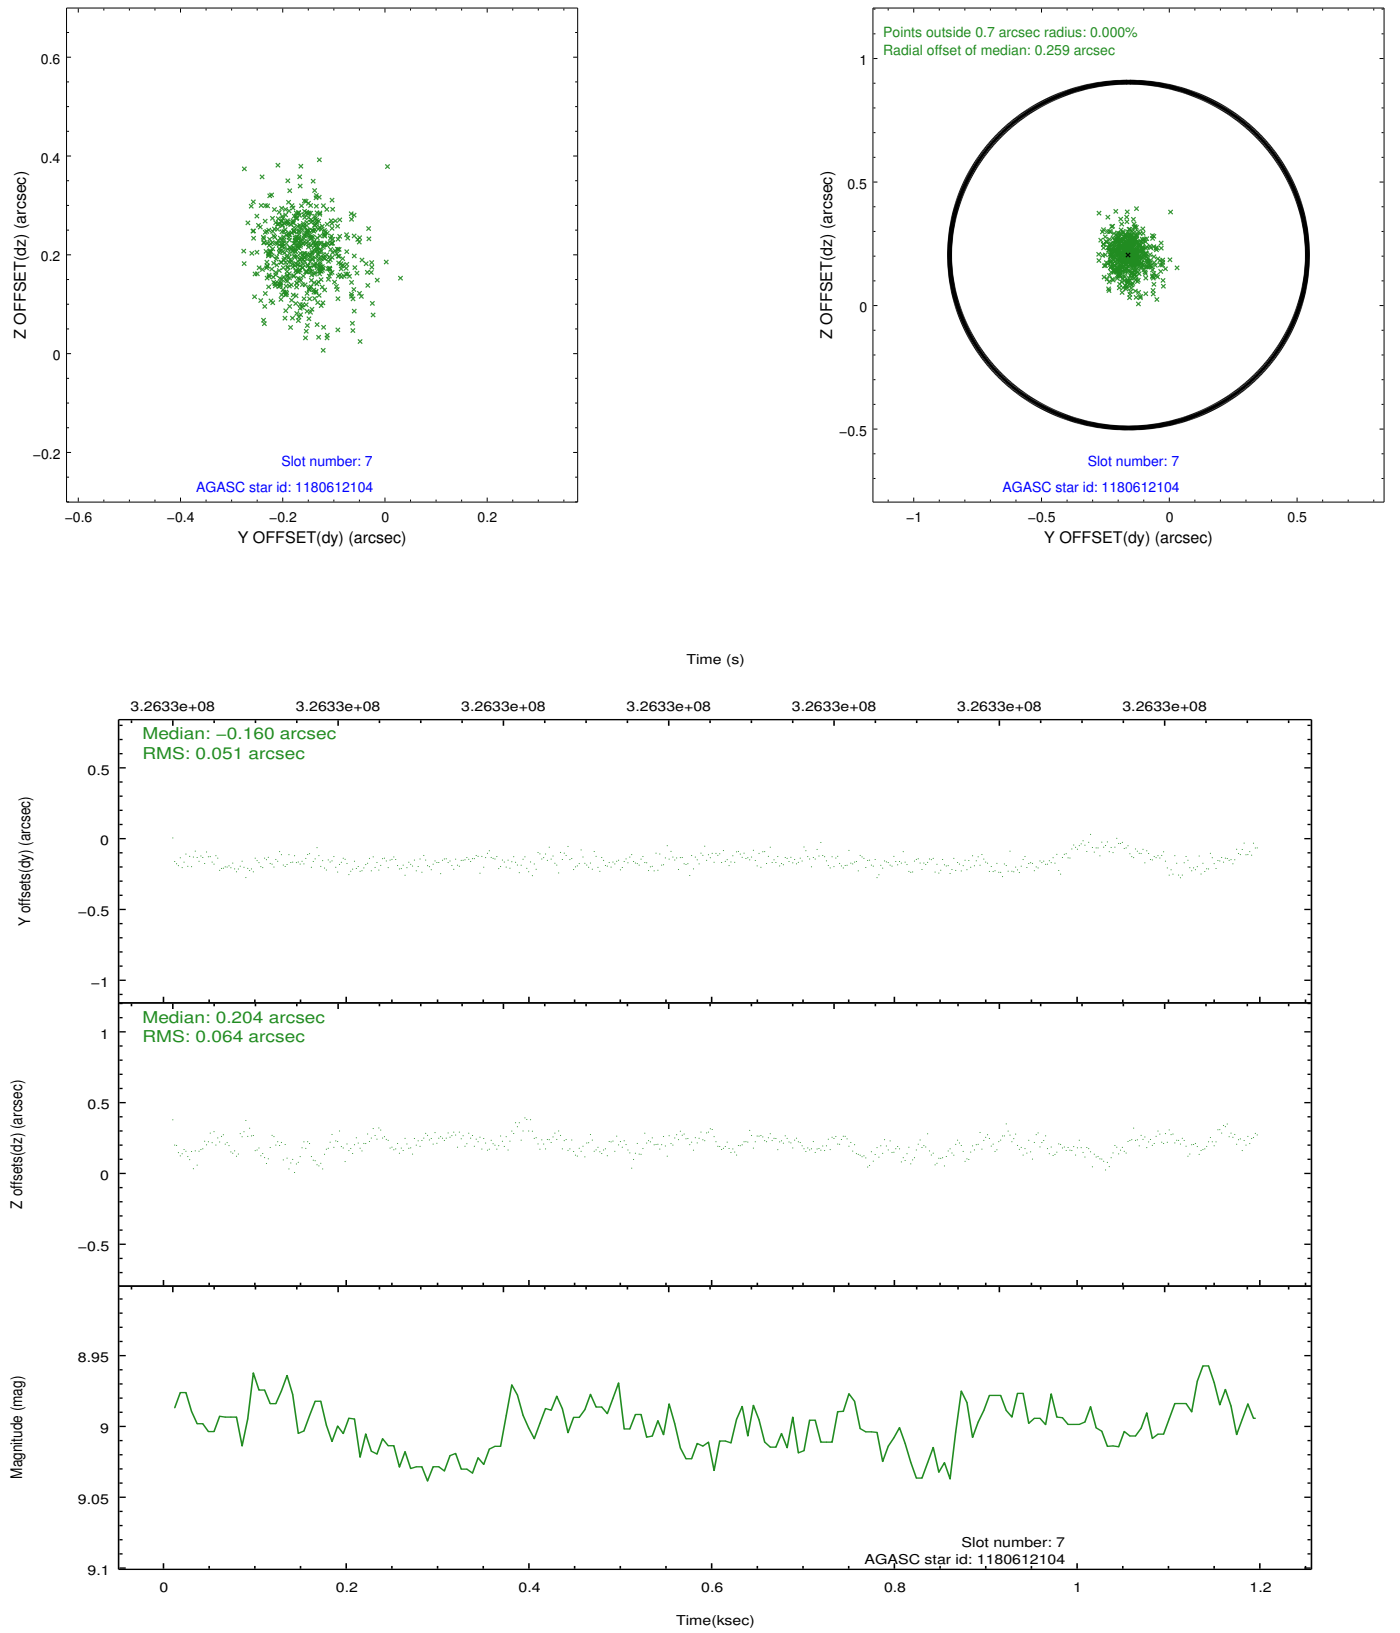 0.6
0.4
0.2
0
−0.2
Z OFFSET(dz) (arcsec)
Slot number: 7
AGASC star id: 1180612104
−0.6 −0.4 −0.2 0 0.2
Y OFFSET(dy) (arcsec)
Points outside 0.7 arcsec radius: 0.000%
Radial offset of median: 0.259 arcsec
1
0.5
0
−0.5
Z OFFSET(dz) (arcsec)
Slot number: 7
AGASC star id: 1180612104
−1 −0.5 0 0.5
Y OFFSET(dy) (arcsec)
Time (s)
3.2633e+08 3.2633e+08 3.2633e+08 3.2633e+08 3.2633e+08 3.2633e+08 3.2633e+08
Median: −0.160 arcsec
RMS: 0.051 arcsec
0.5
0
−0.5
−1
Y offsets(dy) (arcsec)
Median: 0.204 arcsec
RMS: 0.064 arcsec
1
0.5
0
−0.5
Z offsets(dz) (arcsec)
8.95
9
9.05
9.1
Magnitude (mag)
Slot number: 7
AGASC star id: 1180612104
0 0.2 0.4 0.6 0.8 1 1.2
Time(ksec)